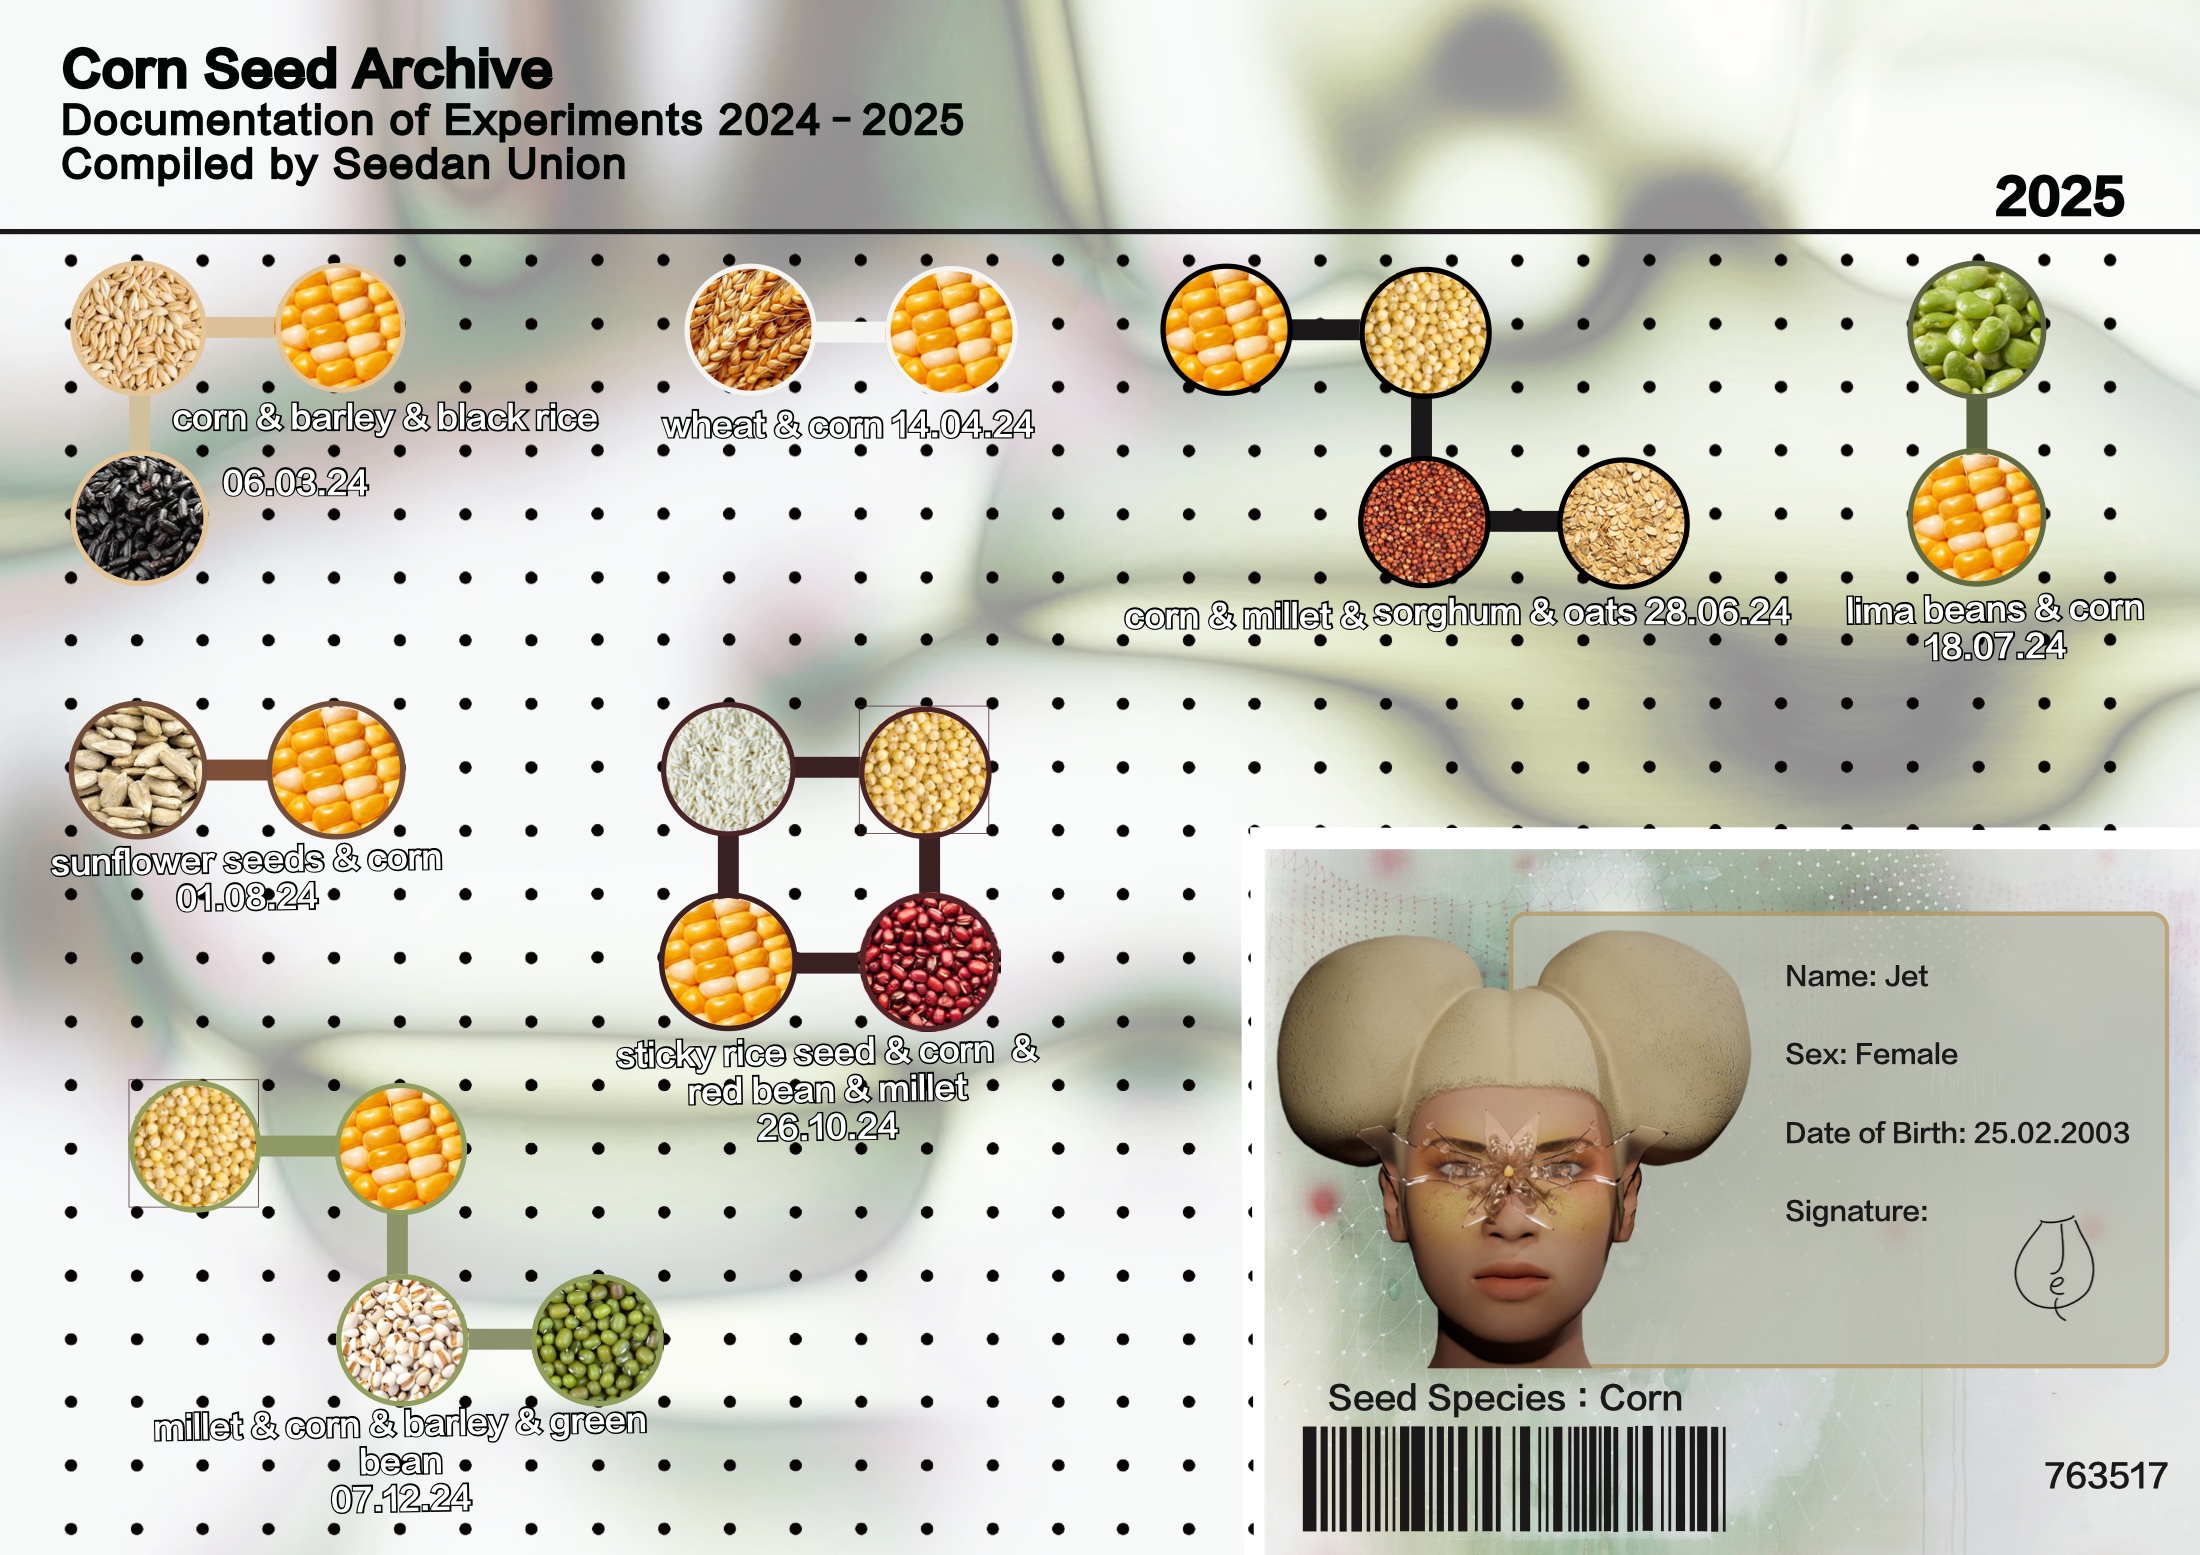 Corn Seed Archive
Documentation of Experiments 2024 - 2025
Compiled by Seedan Union
2025
corn & barley & black rice
06.03.24
wheat & corn 14.04.24
corn & millet & sorghum & oats 28.06.24
lima beans & corn
18.07.24
sunflower seeds & corn
01.08.24
sticky rice seed & corn &
red bean & millet
26.10.24
millet & corn & barley & green
bean
07.12.24
Name: Jet
Sex: Female
Date of Birth: 25.02.2003
Signature:
Je
Seed Species : Corn
763517